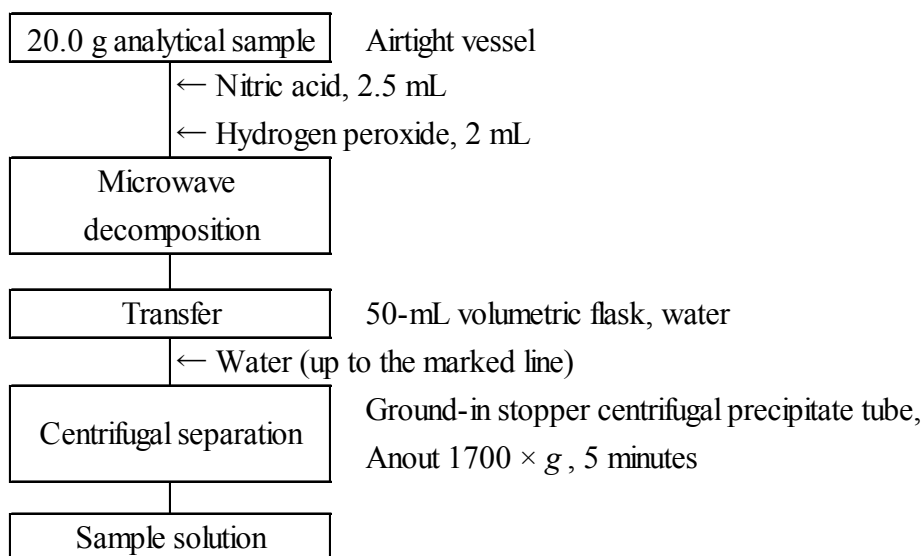 20.0 g analytical sample Airtight vessel
← Nitric acid, 2.5 mL
← Hydrogen peroxide, 2 mL
Microwave
decomposition
Transfer 50-mL volumetric flask, water
← Water (up to the marked line)
Centrifugal separation
Ground-in stopper centrifugal precipitate tube,
Anout 1700 × g , 5 minutes
Sample solution